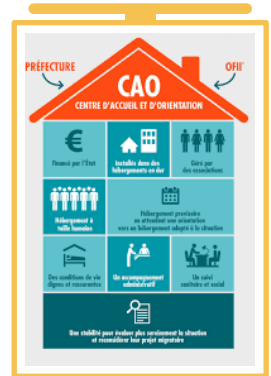 PRÉFECTURE
OFII*
CAO
CENTRE D'ACCUEIL ET D'ORIENTATION
€
Financé par l'État
Installés dans des
hébergements en dur
Géré par
des associations
Hébergement à
taille humaine
Hébergement provisoire
en attendant une orientation
vers un hébergement adapté à la situation
Des conditions de vie
dignes et rassurantes
Un accompagnement
administratif
Un suivi
sanitaire et social
Une stabilité pour évaluer plus sereinement la situation
et reconsidérer leur projet migratoire